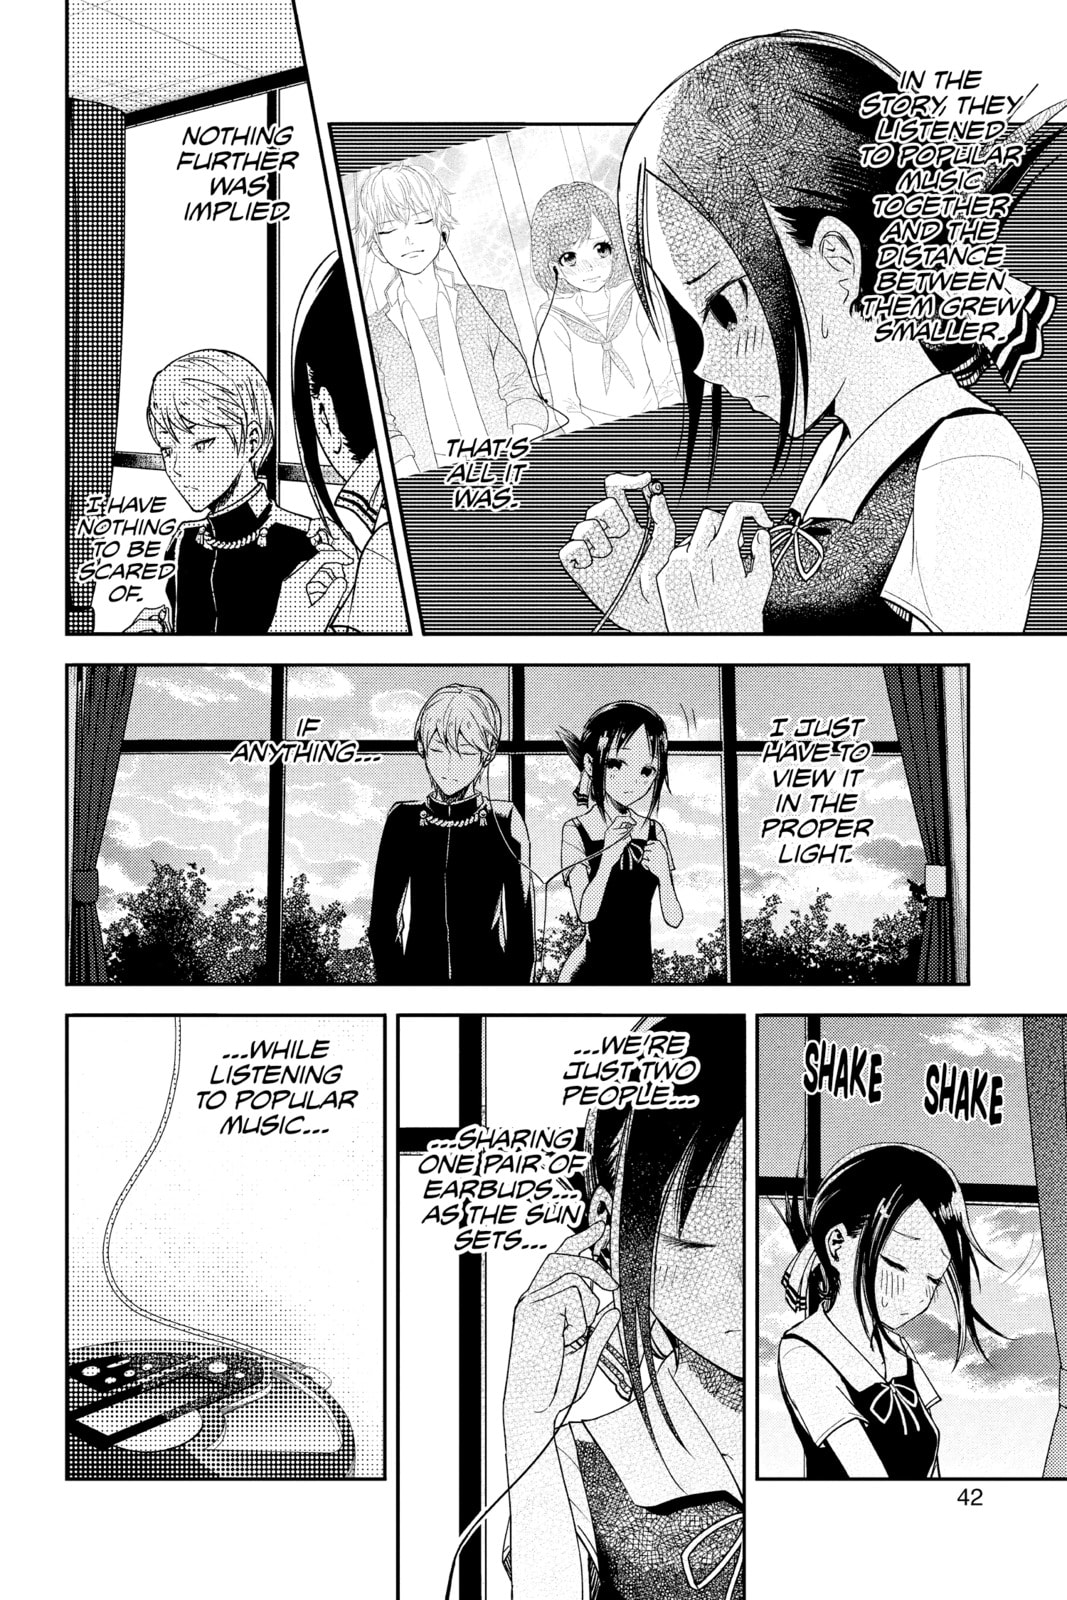 IN THE
STORY, THEY
LISTENED
TO POPULAR
MUSIC
TOGETHER
AND THE
DISTANCE
BETWEEN
THEM GREW
SMALLER.
THAT'S
ALL IT
WAS.
NOTHING
FURTHER
WAS
IMPLIED.
I HAVE
NOTHING
TO BE
SCARED
OF.
I JUST
HAVE TO
VIEW IT
IN THE
PROPER
LIGHT.
IF
ANYTHING...
SHAKE
SHAKE
...WE'RE
JUST TWO
PEOPLE...
...SHARING
ONE PAIR OF
EARBUDS...
AS THE SUN
SETS...
...WHILE
LISTENING
TO POPULAR
MUSIC...
42